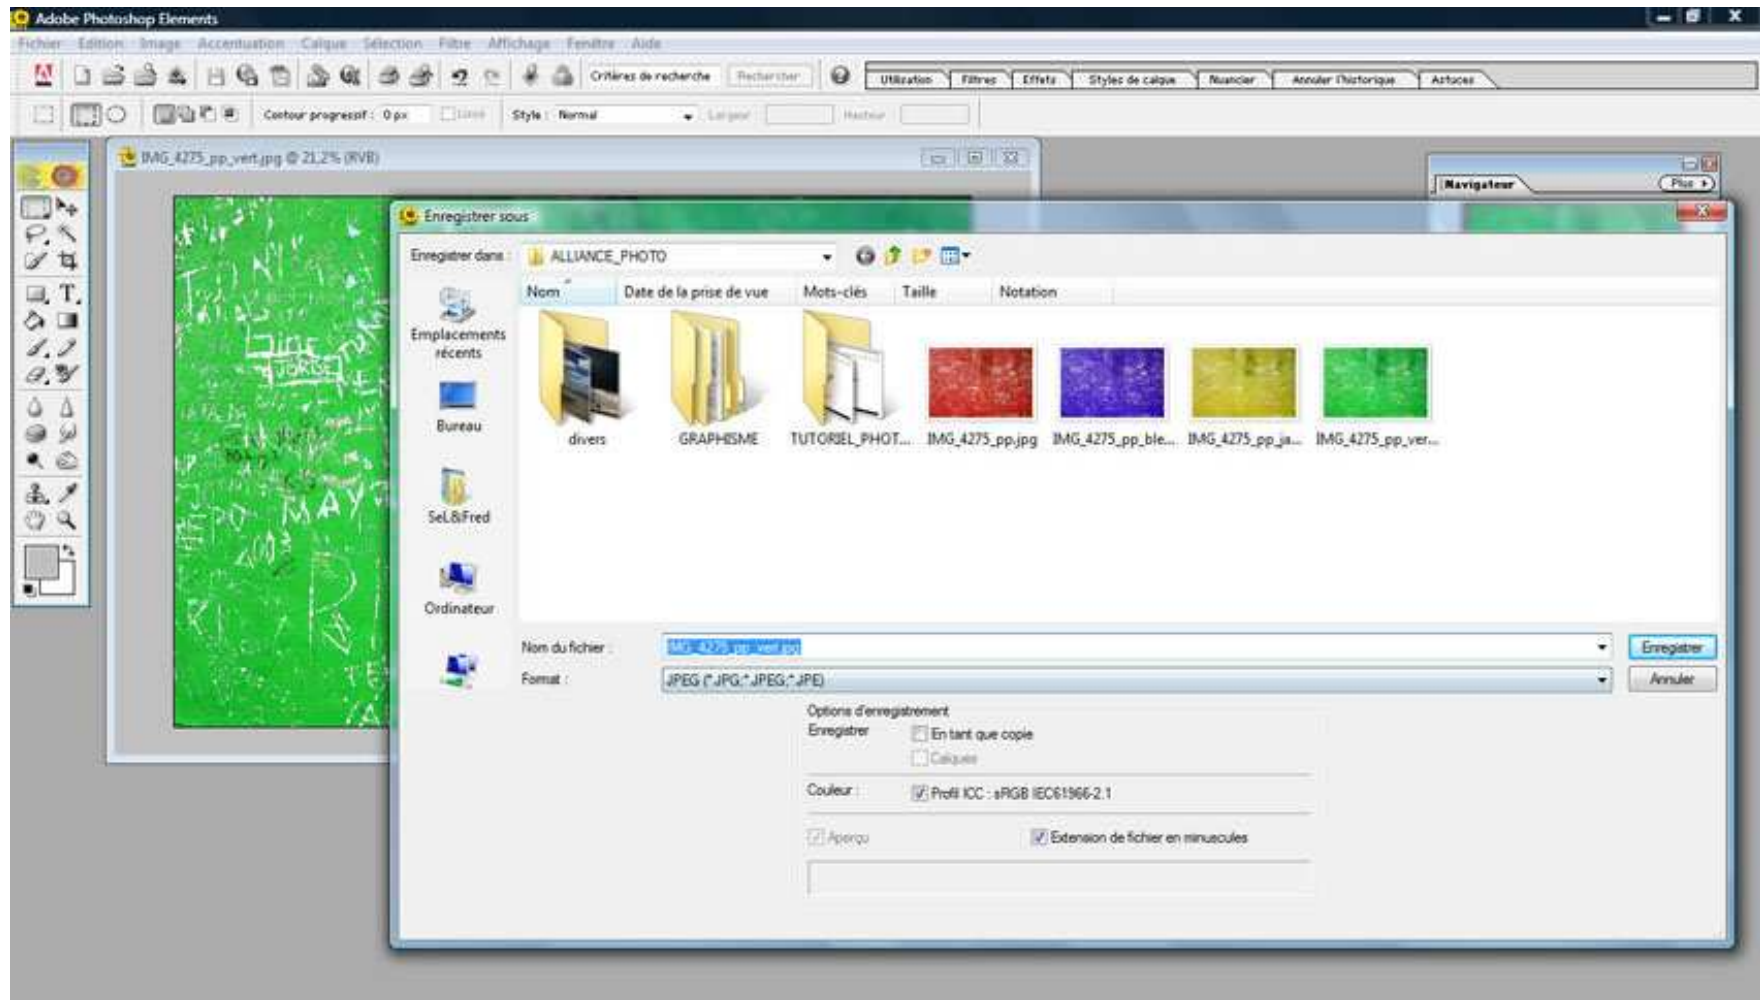 Adobe Photoshop Elements
Fichier Edition Image Accentuation Calque Sélection Filtre Affichage Fenêtre Aide
Critères de recherche Rechercher Utilisation Filtres Effets Styles de calque Nuancier Annuler l'historique Astuces
Contour progressif : 0 px Lissé Style : Normal Largeur Hauteur
IMG_4275_pp_vert.jpg @ 21,2% (RVB)
Navigateur Plus
Enregistrer sous
Enregistrer dans : ALLIANCE_PHOTO
Nom Date de la prise de vue Mots-clés Taille Notation
Emplacements récents
Bureau
SeL&Fred
Ordinateur
divers GRAPHISME TUTORIEL_PHOT... IMG_4275_pp.jpg IMG_4275_pp_ble... IMG_4275_pp_ja... IMG_4275_pp_ver...
JORGE
MAY
Nom du fichier : IMG_4275_pp_vert.jpg Enregistrer
Format : JPEG (*.JPG;*.JPEG;*.JPE) Annuler
Options d'enregistrement
Enregistrer En tant que copie
Calques
Couleur : Profil ICC : sRGB IEC61966-2.1
Aperçu Extension de fichier en minuscules